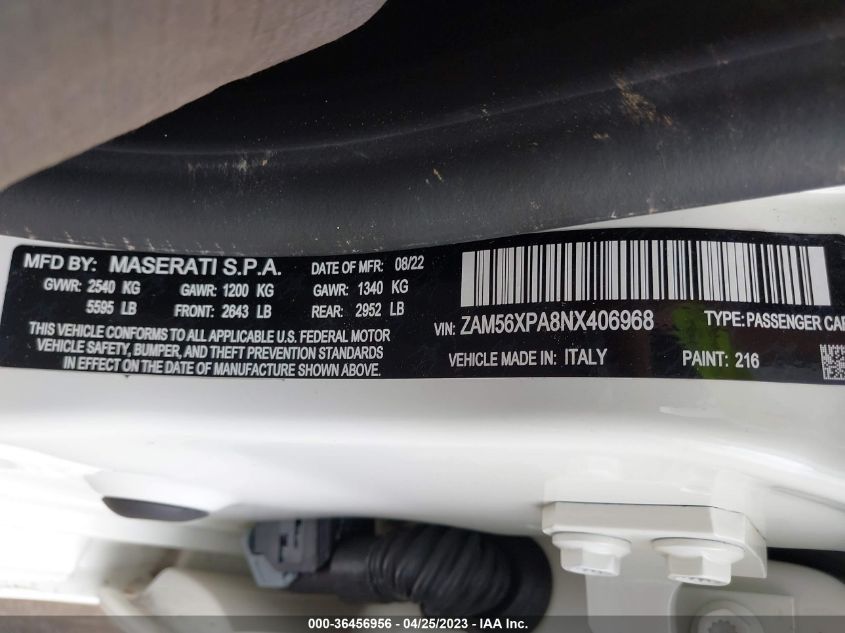 MFD BY: MASERATI S.P.A. DATE OF MFR: 08/22
GVWR: 2540 KG GAWR: 1200 KG GAWR: 1340 KG
5595 LB FRONT: 2643 LB REAR: 2952 LB
THIS VEHICLE CONFORMS TO ALL APPLICABLE U.S. FEDERAL MOTOR
VEHICLE SAFETY, BUMPER, AND THEFT PREVENTION STANDARDS
IN EFFECT ON THE DATE OF MANUFACTURE SHOWN ABOVE.
VIN: ZAM56XPA8NX406968 TYPE: PASSENGER CAR
VEHICLE MADE IN: ITALY PAINT: 216
000-36456956 - 04/25/2023 - IAA Inc.